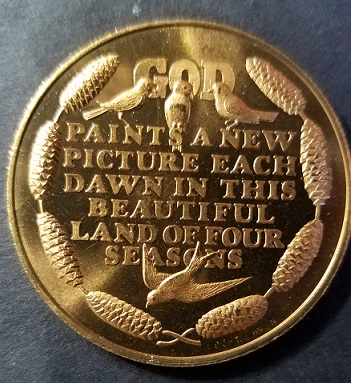 GOD
PAINTS A NEW
PICTURE EACH
DAWN IN THIS
BEAUTIFUL
LAND OF FOUR
SEASONS